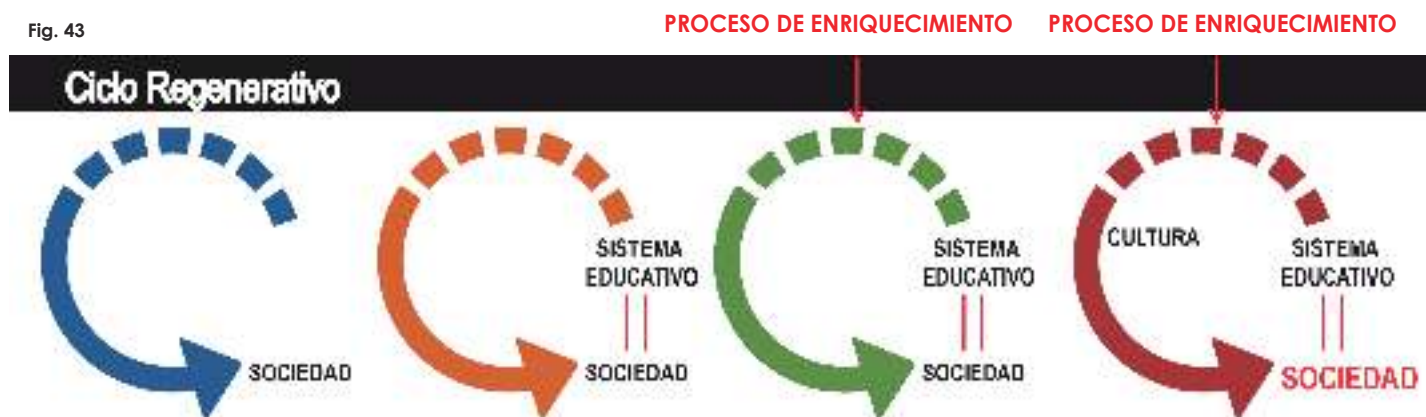 Fig. 43
PROCESO DE ENRIQUECIMIENTO
PROCESO DE ENRIQUECIMIENTO
Ciclo Regenerativo
SOCIEDAD
SISTEMA
EDUCATIVO
SOCIEDAD
SISTEMA
EDUCATIVO
SOCIEDAD
CULTURA
SISTEMA
EDUCATIVO
SOCIEDAD